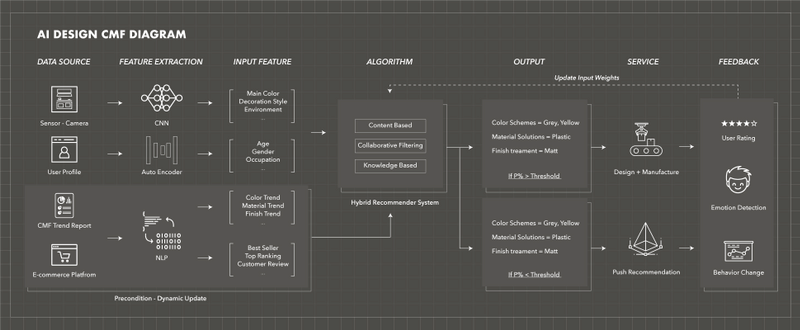 AI DESIGN CMF DIAGRAM
DATA SOURCE
FEATURE EXTRACTION
INPUT FEATURE
ALGORITHM
OUTPUT
SERVICE
FEEDBACK
Update Input Weights
Sensor - Camera
CNN
Main Color
Decoration Style
Environment
...
User Profile
Auto Encoder
Age
Gender
Occupation
...
CMF Trend Report
Color Trend
Material Trend
Finish Trend
...
E-commerce Platfrom
NLP
Best Seller
Top Ranking
Customer Review
...
Precondition - Dynamic Update
Content Based
Collaborative Filtering
Knowledge Based
Hybrid Recommender System
Color Schemes = Grey, Yellow
Material Solutions = Plastic
Finish treament = Matt
If P% > Threshold
Color Schemes = Grey, Yellow
Material Solutions = Plastic
Finish treament = Matt
If P% < Threshold
Design + Manufacture
Push Recommendation
User Rating
Emotion Detection
Behavior Change